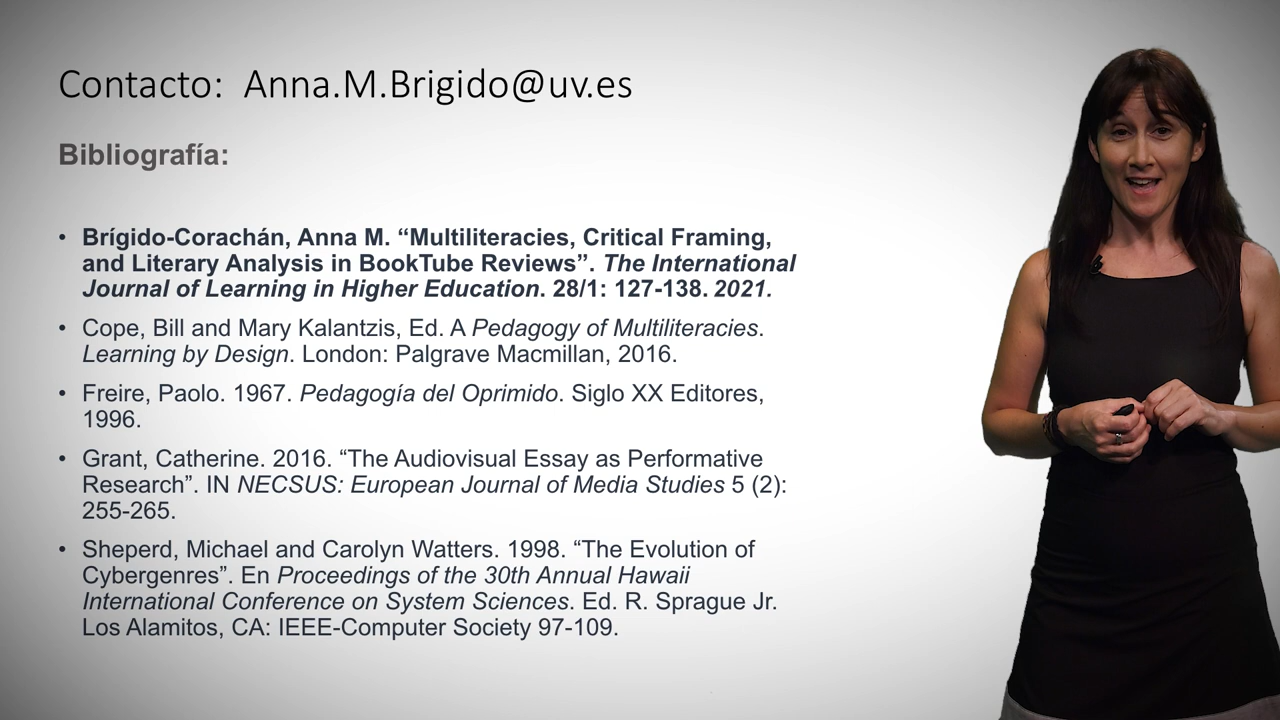 Contacto: Anna.M.Brigido@uv.es
Bibliografía:
• Brígido-Corachán, Anna M. “Multiliteracies, Critical Framing,
and Literary Analysis in BookTube Reviews”. The International
Journal of Learning in Higher Education. 28/1: 127-138. 2021.
• Cope, Bill and Mary Kalantzis, Ed. A Pedagogy of Multiliteracies.
Learning by Design. London: Palgrave Macmillan, 2016.
• Freire, Paolo. 1967. Pedagogía del Oprimido. Siglo XX Editores,
1996.
• Grant, Catherine. 2016. “The Audiovisual Essay as Performative
Research”. IN NECSUS: European Journal of Media Studies 5 (2):
255-265.
• Sheperd, Michael and Carolyn Watters. 1998. “The Evolution of
Cybergenres”. En Proceedings of the 30th Annual Hawaii
International Conference on System Sciences. Ed. R. Sprague Jr.
Los Alamitos, CA: IEEE-Computer Society 97-109.